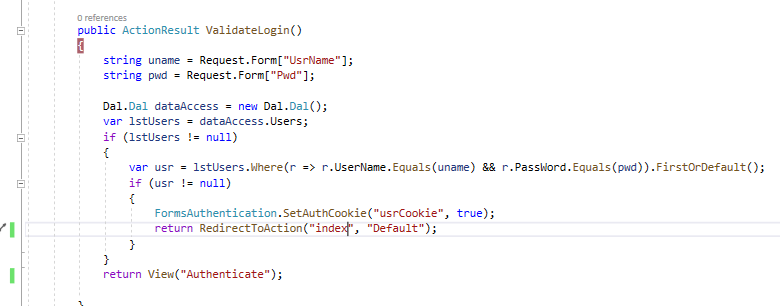 0 references
public ActionResult ValidateLogin()
{
string uname = Request.Form["UsrName"];
string pwd = Request.Form["Pwd"];
Dal.Dal dataAccess = new Dal.Dal();
var lstUsers = dataAccess.Users;
if (lstUsers != null)
{
var usr = lstUsers.Where(r => r.UserName.Equals(uname) && r.PassWord.Equals(pwd)).FirstOrDefault();
if (usr != null)
{
FormsAuthentication.SetAuthCookie("usrCookie", true);
return RedirectToAction("index", "Default");
}
}
return View("Authenticate");
}